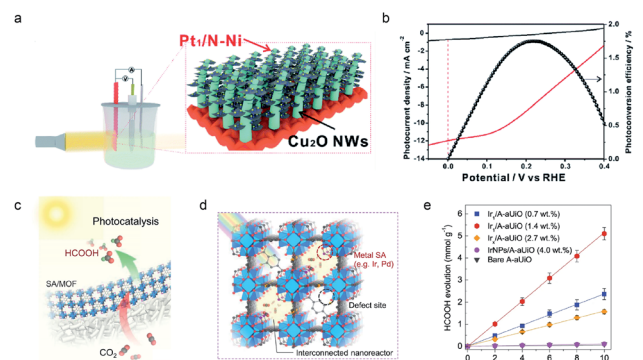 a
Pt₁/N-Ni
Cu₂O NWs
b
Photocurrent density / mA cm⁻²
0
-2
-4
-6
-8
-10
-12
-14
0.0
0.1
0.2
0.3
0.4
Potential / V vs RHE
2.0
1.5
1.0
0.5
0.0
Photoconversion efficiency / %
c
Photocatalysis
HCOOH
SA/MOF
CO₂
d
Metal SA
(e.g. Ir, Pd)
Defect site
Interconnected nanoreactor
e
HCOOH evolution (mmol g⁻¹)
6
5
4
3
2
1
0
Ir₁/A-aUiO (0.7 wt.%)
Ir₁/A-aUiO (1.4 wt.%)
Ir₁/A-aUiO (2.7 wt.%)
IrNPs/A-aUiO (4.0 wt.%)
Bare A-aUiO
0 2 4 6 8 10